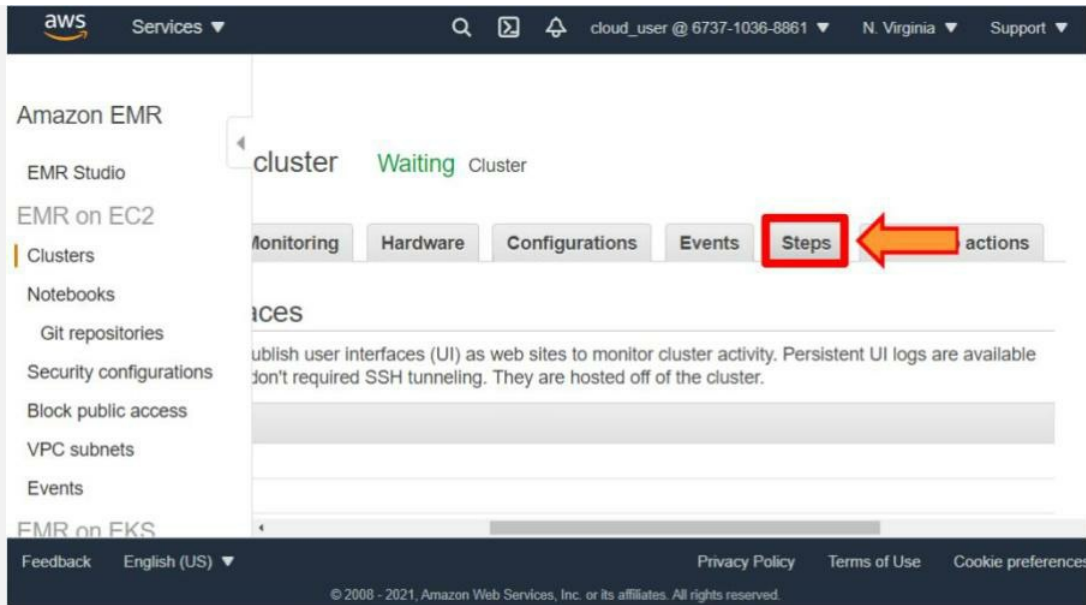 aws Services ▼ cloud_user @ 6737-1036-8861 ▼ N. Virginia ▼ Support ▼
Amazon EMR
EMR Studio
EMR on EC2
Clusters
Notebooks
Git repositories
Security configurations
Block public access
VPC subnets
Events
EMR on EKS
cluster Waiting Cluster
Monitoring Hardware Configurations Events Steps actions
aces
ublish user interfaces (UI) as web sites to monitor cluster activity. Persistent UI logs are available
don't required SSH tunneling. They are hosted off of the cluster.
Feedback English (US) ▼ Privacy Policy Terms of Use Cookie preferences
© 2008 - 2021, Amazon Web Services, Inc. or its affiliates. All rights reserved.